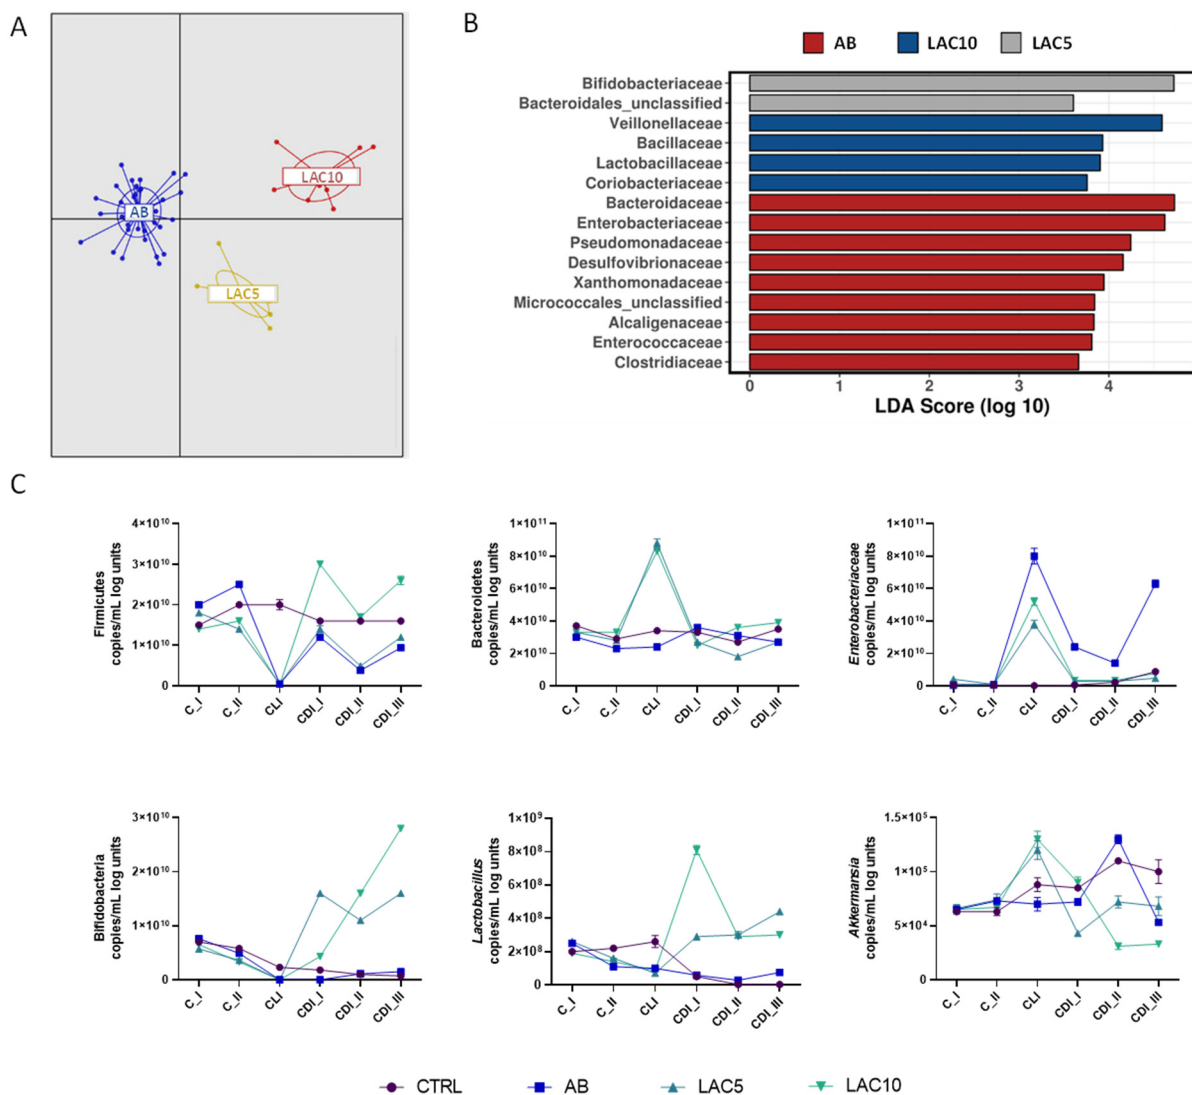 A
LAC10
AB
LAC5
B
AB LAC10 LAC5
Bifidobacteriaceae
Bacteroidales_unclassified
Veillonellaceae
Bacillaceae
Lactobacillaceae
Coriobacteriaceae
Bacteroidaceae
Enterobacteriaceae
Pseudomonadaceae
Desulfovibrionaceae
Xanthomonadaceae
Micrococcales_unclassified
Alcaligenaceae
Enterococcaceae
Clostridiaceae
0 1 2 3 4
LDA Score (log 10)
C
Firmicutes
copies/mL log units
4×10¹⁰
3×10¹⁰
2×10¹⁰
1×10¹⁰
0
C_I C_II CLI CDI_I CDI_II CDI_III
Bacteroidetes
copies/mL log units
1×10¹¹
8×10¹⁰
6×10¹⁰
4×10¹⁰
2×10¹⁰
0
C_I C_II CLI CDI_I CDI_II CDI_III
Enterobacteriaceae
copies/mL log units
1×10¹¹
8×10¹⁰
6×10¹⁰
4×10¹⁰
2×10¹⁰
0
C_I C_II CLI CDI_I CDI_II CDI_III
Bifidobacteria
copies/mL log units
3×10¹⁰
2×10¹⁰
1×10¹⁰
0
C_I C_II CLI CDI_I CDI_II CDI_III
Lactobacillus
copies/mL log units
1×10⁹
8×10⁸
6×10⁸
4×10⁸
2×10⁸
0
C_I C_II CLI CDI_I CDI_II CDI_III
Akkermansia
copies/mL log units
1.5×10⁵
1×10⁵
5×10⁴
0
C_I C_II CLI CDI_I CDI_II CDI_III
CTRL AB LAC5 LAC10